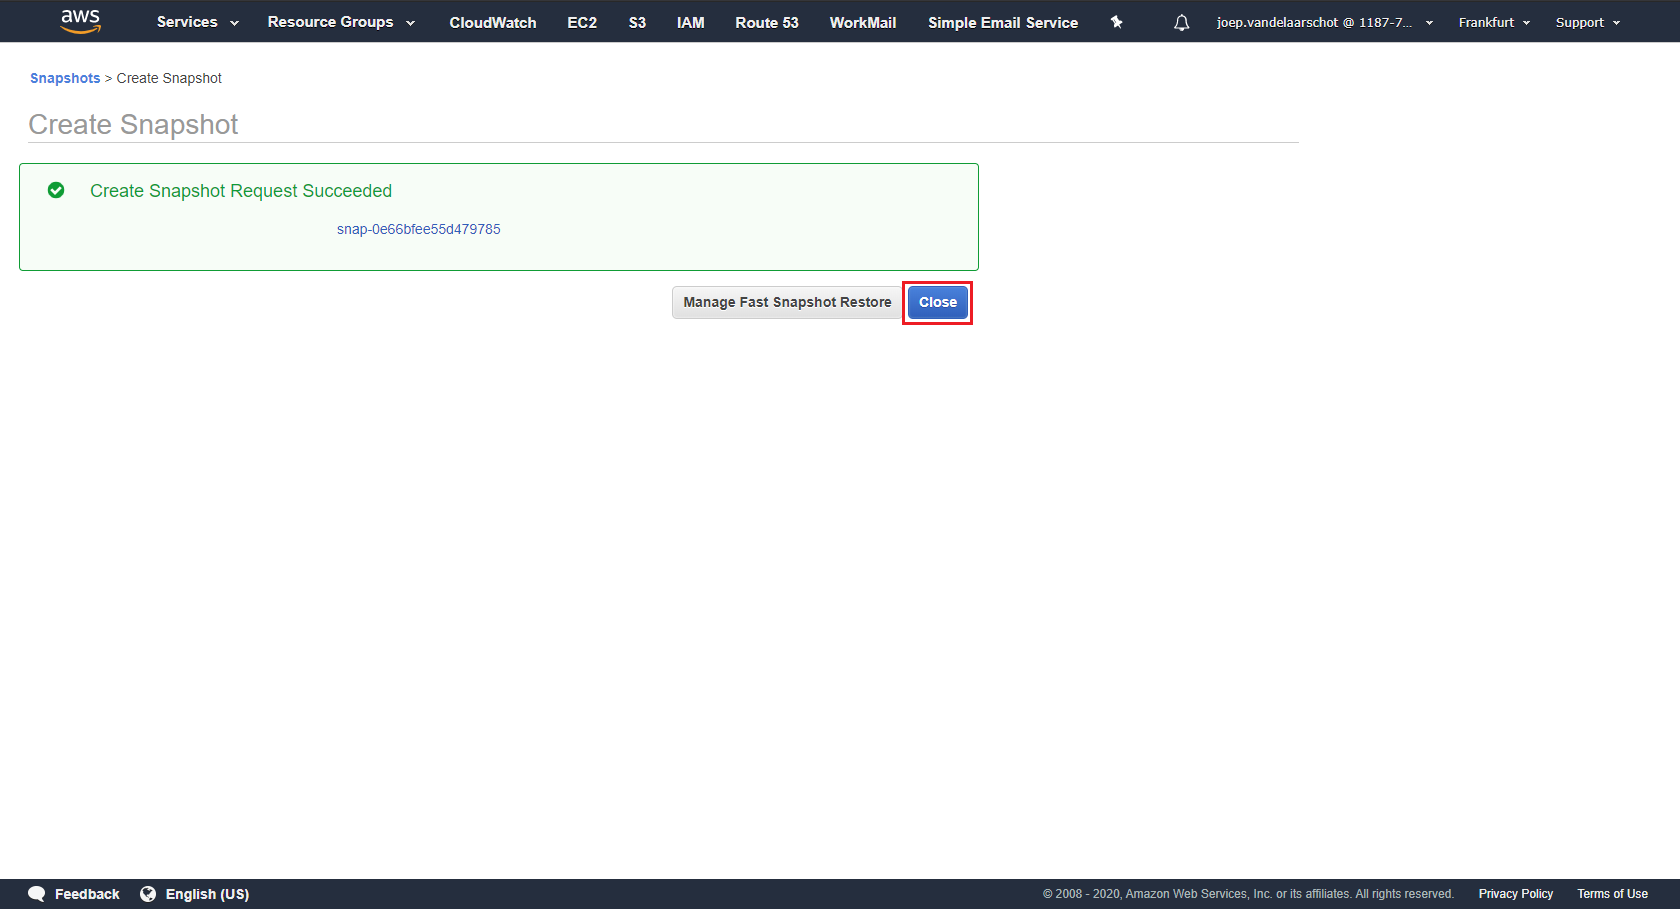 aws Services Resource Groups CloudWatch EC2 S3 IAM Route 53 WorkMail Simple Email Service joep.vandelaarschot @ 1187-7... Frankfurt Support
Snapshots > Create Snapshot
Create Snapshot
Create Snapshot Request Succeeded
snap-0e66bfee55d479785
Manage Fast Snapshot Restore Close
Feedback English (US) © 2008 - 2020, Amazon Web Services, Inc. or its affiliates. All rights reserved. Privacy Policy Terms of Use